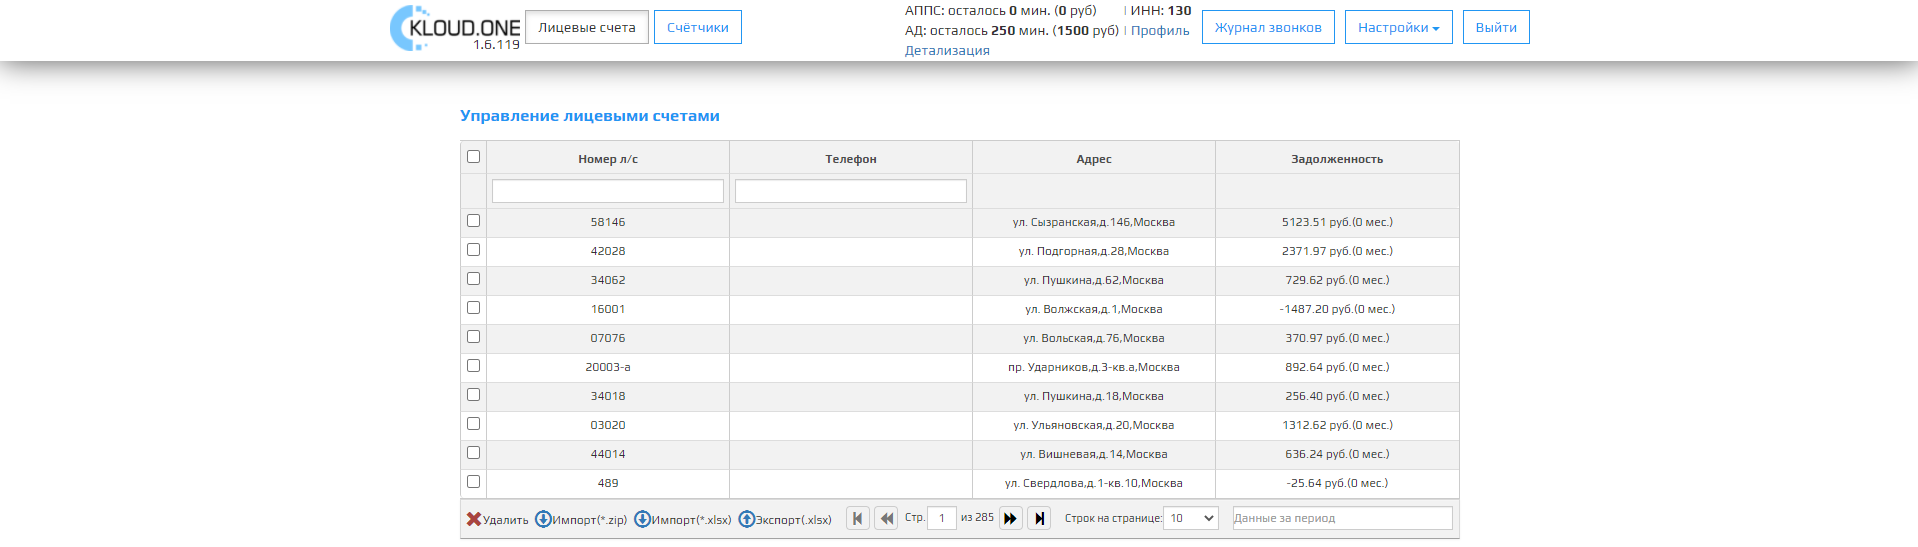 KLOUD.ONE
1.6.119
Лицевые счета
Счётчики
АППС: осталось 0 мин. (0 руб)
АД: осталось 250 мин. (1500 руб)
Детализация
| ИНН: 130
| Профиль
Журнал звонков
Настройки
Выйти
Управление лицевыми счетами
Номер л/с Телефон Адрес Задолженность
58146 ул. Сызранская,д.146,Москва 5123.51 руб.(0 мес.)
42028 ул. Подгорная,д.28,Москва 2371.97 руб.(0 мес.)
34062 ул. Пушкина,д.62,Москва 729.62 руб.(0 мес.)
16001 ул. Волжская,д.1,Москва -1487.20 руб.(0 мес.)
07076 ул. Вольская,д.76,Москва 370.97 руб.(0 мес.)
20003-а пр. Ударников,д.3-кв.а,Москва 892.64 руб.(0 мес.)
34018 ул. Пушкина,д.18,Москва 256.40 руб.(0 мес.)
03020 ул. Ульяновская,д.20,Москва 1312.62 руб.(0 мес.)
44014 ул. Вишневая,д.14,Москва 636.24 руб.(0 мес.)
489 ул. Свердлова,д.1-кв.10,Москва -25.64 руб.(0 мес.)
Удалить Импорт(*.zip) Импорт(*.xlsx) Экспорт(.xlsx) Стр. 1 из 285 Строк на странице: 10 Данные за период